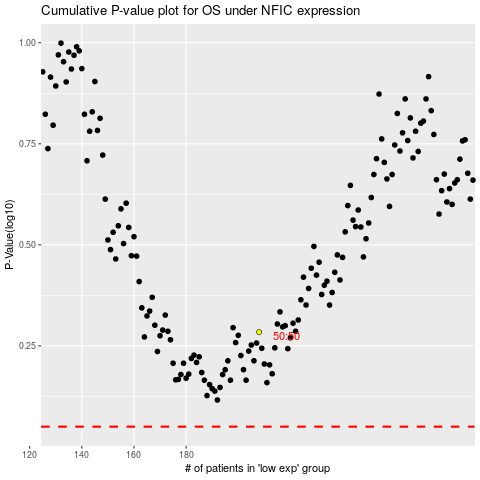 Cumulative P-value plot for OS under NFIC expression
1.00
0.75
0.50
0.25
P-Value(log10)
50:50
120 140 160 180
# of patients in 'low exp' group